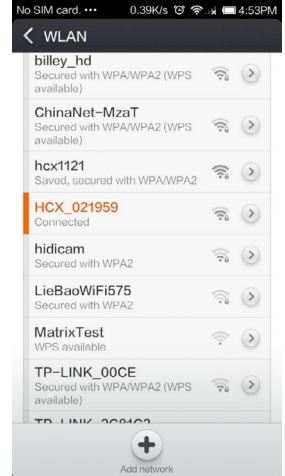 No SIM card. ••• 0.39K/s 4:53PM
WLAN
billey_hd
Secured with WPA/WPA2 (WPS
available)
ChinaNet-MzaT
Secured with WPA/WPA2 (WPS
available)
hcx1121
Saved, secured with WPA/WPA2
HCX_021959
Connected
hidicam
Secured with WPA2
LieBaoWiFi575
Secured with WPA2
MatrixTest
WPS available
TP-LINK_00CE
Secured with WPA/WPA2 (WPS
available)
Add network